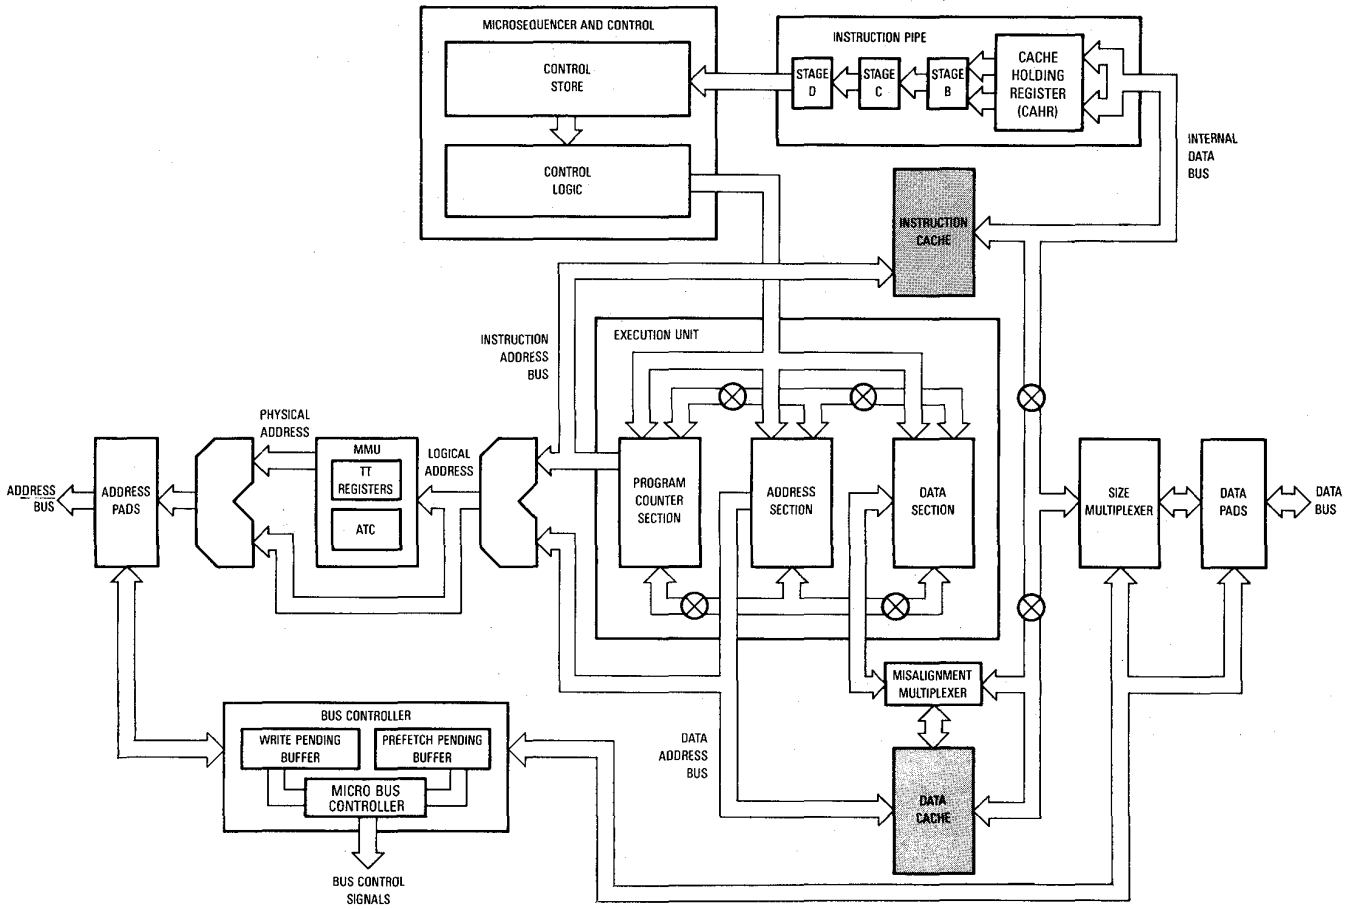 MICROSEQUENCER AND CONTROL
CONTROL
STORE
CONTROL
LOGIC
INSTRUCTION PIPE
STAGE
D
STAGE
C
STAGE
B
CACHE
HOLDING
REGISTER
(CAHR)
INTERNAL
DATA
BUS
INSTRUCTION
CACHE
INSTRUCTION
ADDRESS
BUS
EXECUTION UNIT
PROGRAM
COUNTER
SECTION
ADDRESS
SECTION
DATA
SECTION
PHYSICAL
ADDRESS
LOGICAL
ADDRESS
MMU
TT
REGISTERS
ATC
ADDRESS
BUS
ADDRESS
PADS
SIZE
MULTIPLEXER
DATA
PADS
DATA
BUS
MISALIGNMENT
MULTIPLEXER
DATA
ADDRESS
BUS
DATA
CACHE
BUS CONTROLLER
WRITE PENDING
BUFFER
PREFETCH PENDING
BUFFER
MICRO BUS
CONTROLLER
BUS CONTROL
SIGNALS